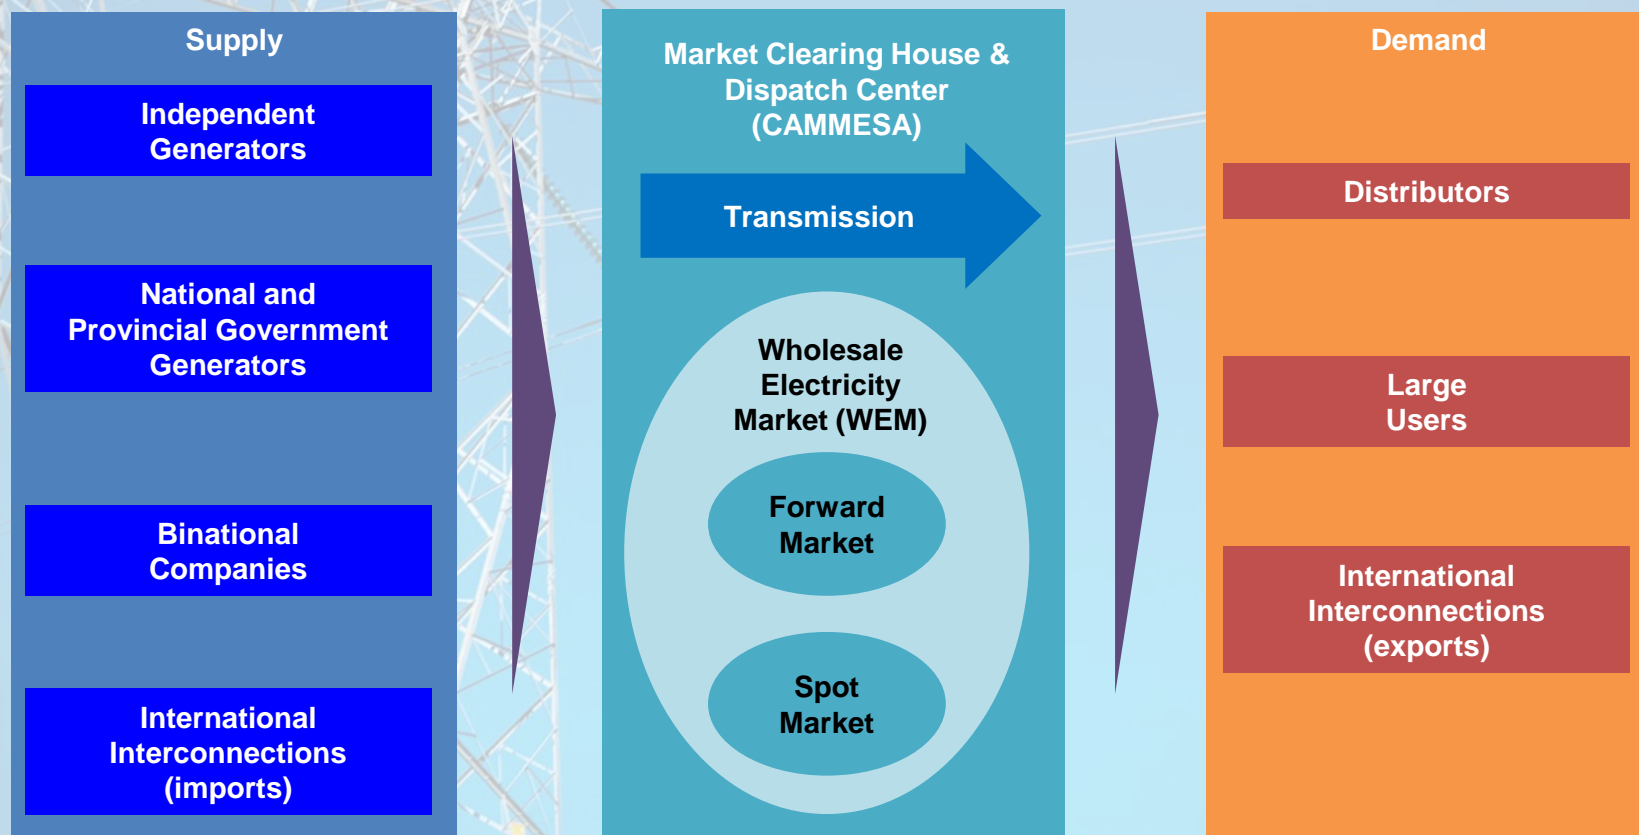 Supply
Independent
Generators
National and
Provincial Government
Generators
Binational
Companies
International
Interconnections
(imports)
Market Clearing House &
Dispatch Center
(CAMMESA)
Transmission
Wholesale
Electricity
Market (WEM)
Forward
Market
Spot
Market
Demand
Distributors
Large
Users
International
Interconnections
(exports)